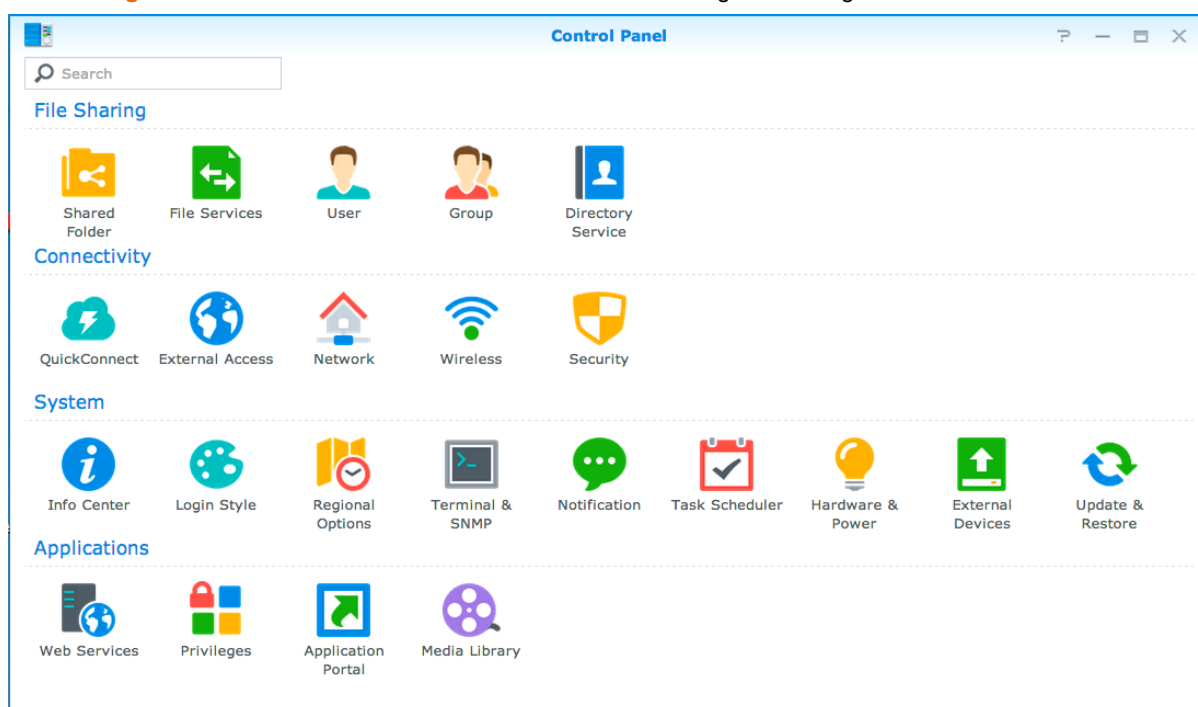 Control Panel
Search
File Sharing
Shared Folder
File Services
User
Group
Directory Service
Connectivity
QuickConnect
External Access
Network
Wireless
Security
System
Info Center
Login Style
Regional Options
Terminal & SNMP
Notification
Task Scheduler
Hardware & Power
External Devices
Update & Restore
Applications
Web Services
Privileges
Application Portal
Media Library